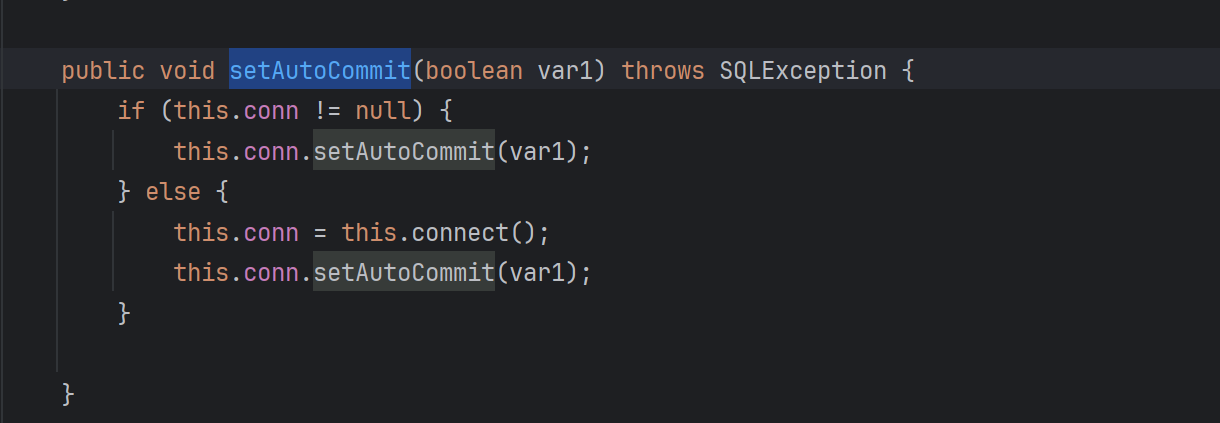 public void setAutoCommit(boolean var1) throws SQLException {
if (this.conn != null) {
this.conn.setAutoCommit(var1);
} else {
this.conn = this.connect();
this.conn.setAutoCommit(var1);
}
}